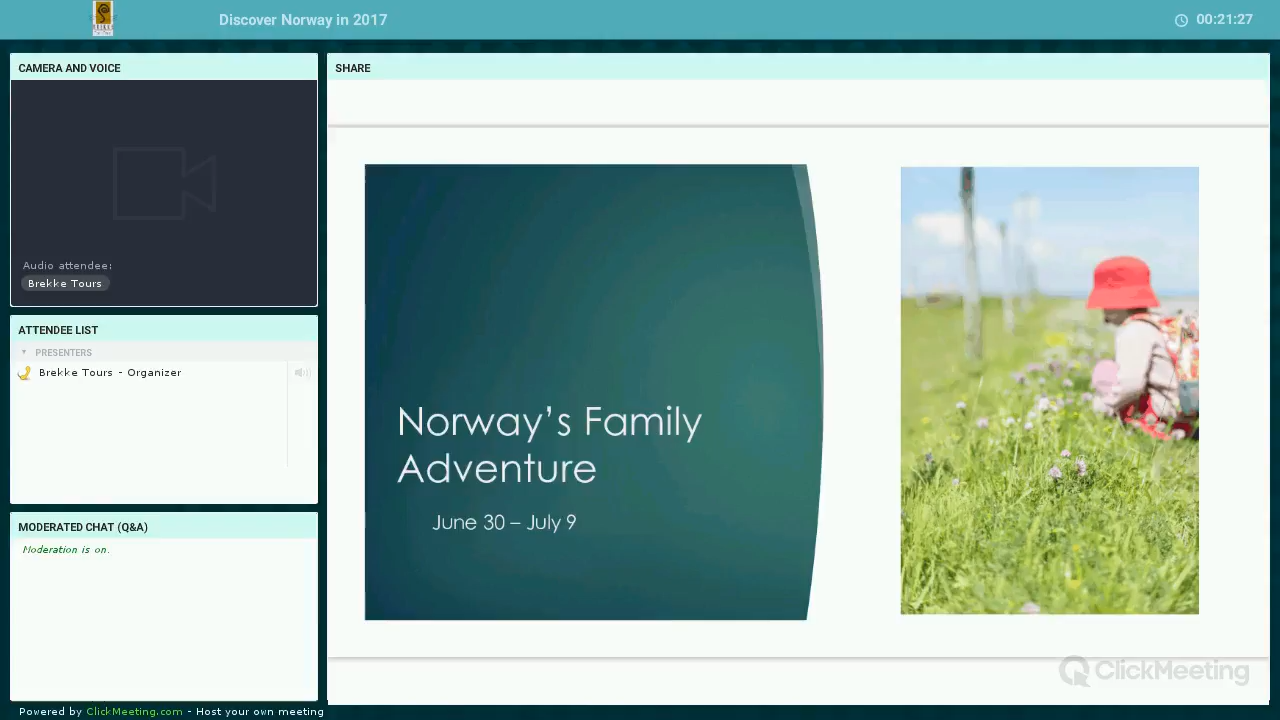 Discover Norway in 2017
00:21:27
CAMERA AND VOICE
Audio attendee:
Brekke Tours
ATTENDEE LIST
PRESENTERS
Brekke Tours - Organizer
MODERATED CHAT (Q&A)
Moderation is on.
Powered by ClickMeeting.com - Host your own meeting
SHARE
Norway's Family
Adventure
June 30 – July 9
ClickMeeting